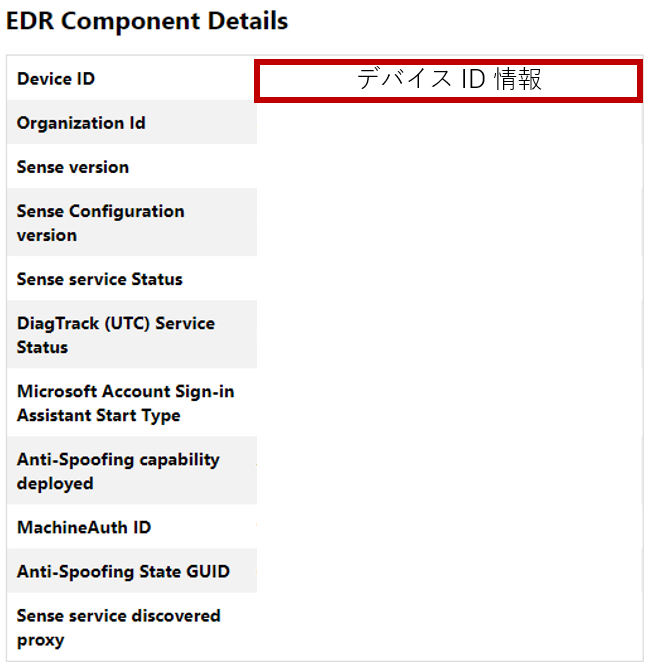 EDR Component Details
Device ID
デバイス ID 情報
Organization Id
Sense version
Sense Configuration
version
Sense service Status
DiagTrack (UTC) Service
Status
Microsoft Account Sign-in
Assistant Start Type
Anti-Spoofing capability
deployed
MachineAuth ID
Anti-Spoofing State GUID
Sense service discovered
proxy